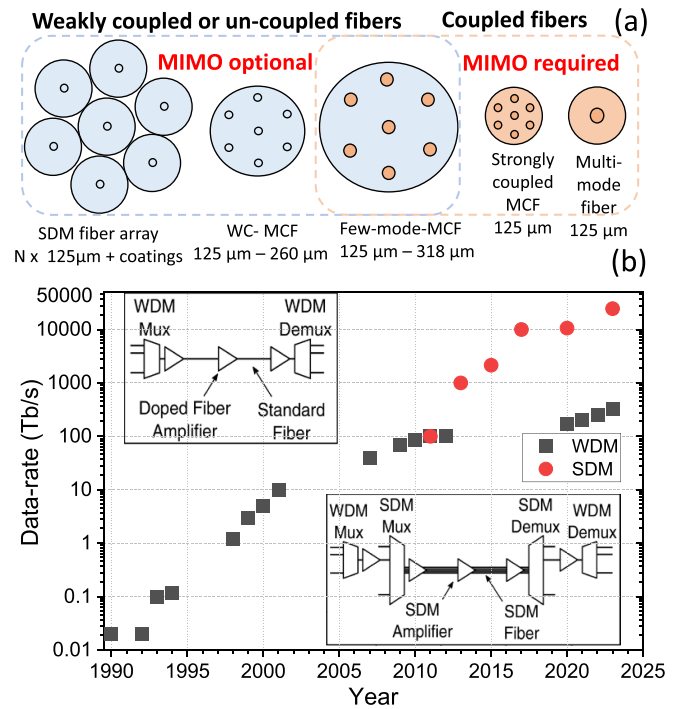 Weakly coupled or un-coupled fibers
Coupled fibers
(a)
MIMO optional
MIMO required
Strongly
coupled
MCF
125 μm
Multi-
mode
fiber
125 μm
SDM fiber array
N x 125μm + coatings
WC- MCF
125 μm – 260 μm
Few-mode-MCF
125 μm – 318 μm
(b)
50000
10000
1000
100
10
1
0.1
0.01
Data-rate (Tb/s)
WDM
Mux
WDM
Demux
Doped Fiber
Amplifier
Standard
Fiber
WDM
SDM
WDM
Mux
SDM
Mux
SDM
Demux
WDM
Demux
SDM
Amplifier
SDM
Fiber
1990 1995 2000 2005 2010 2015 2020 2025
Year